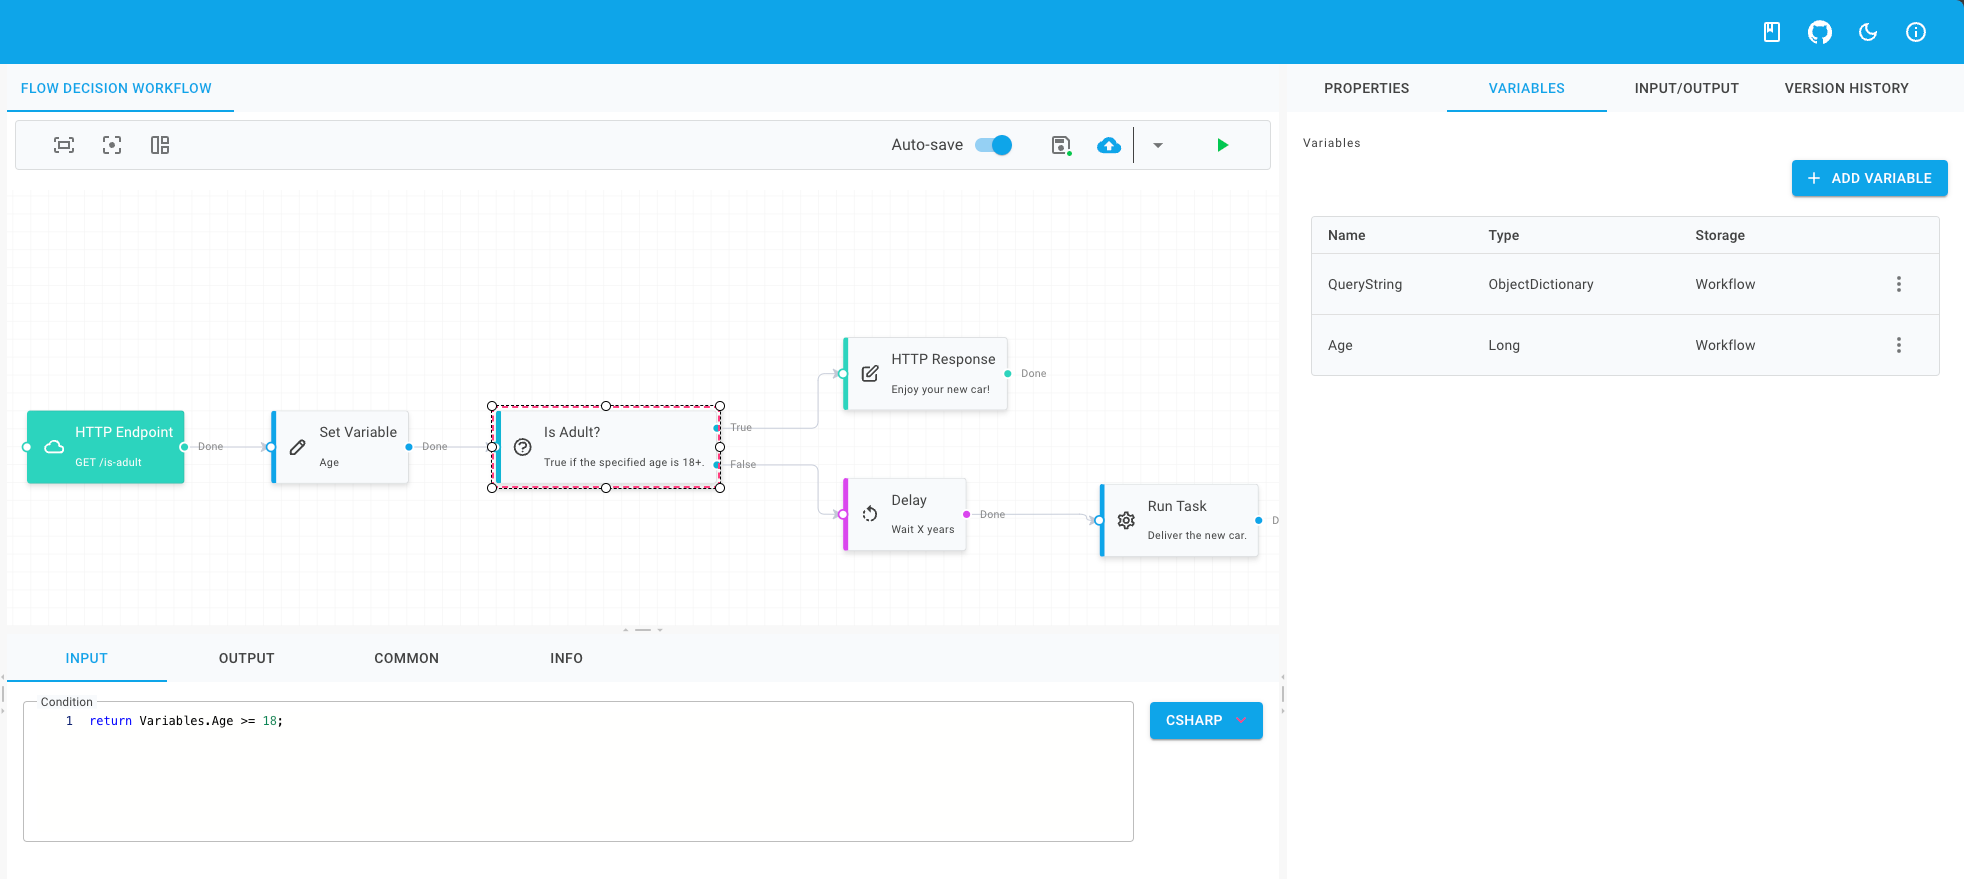 FLOW DECISION WORKFLOW
Auto-save
HTTP Endpoint
GET /is-adult
Done
Set Variable
Age
Done
Is Adult?
True if the specified age is 18+.
True
False
HTTP Response
Enjoy your new car!
Done
Delay
Wait X years
Done
Run Task
Deliver the new car.
D
INPUT OUTPUT COMMON INFO
Condition
1 return Variables.Age >= 18;
CSHARP
PROPERTIES VARIABLES INPUT/OUTPUT VERSION HISTORY
Variables
ADD VARIABLE
Name Type Storage
QueryString ObjectDictionary Workflow
Age Long Workflow